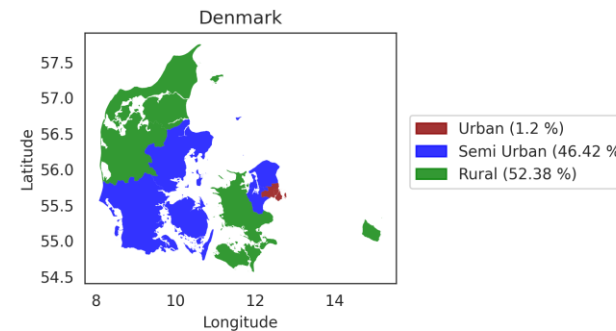 Denmark
57.5
57.0
56.5
56.0
55.5
55.0
54.5
Latitude
8 10 12 14
Longitude
Urban (1.2 %)
Semi Urban (46.42 %
Rural (52.38 %)